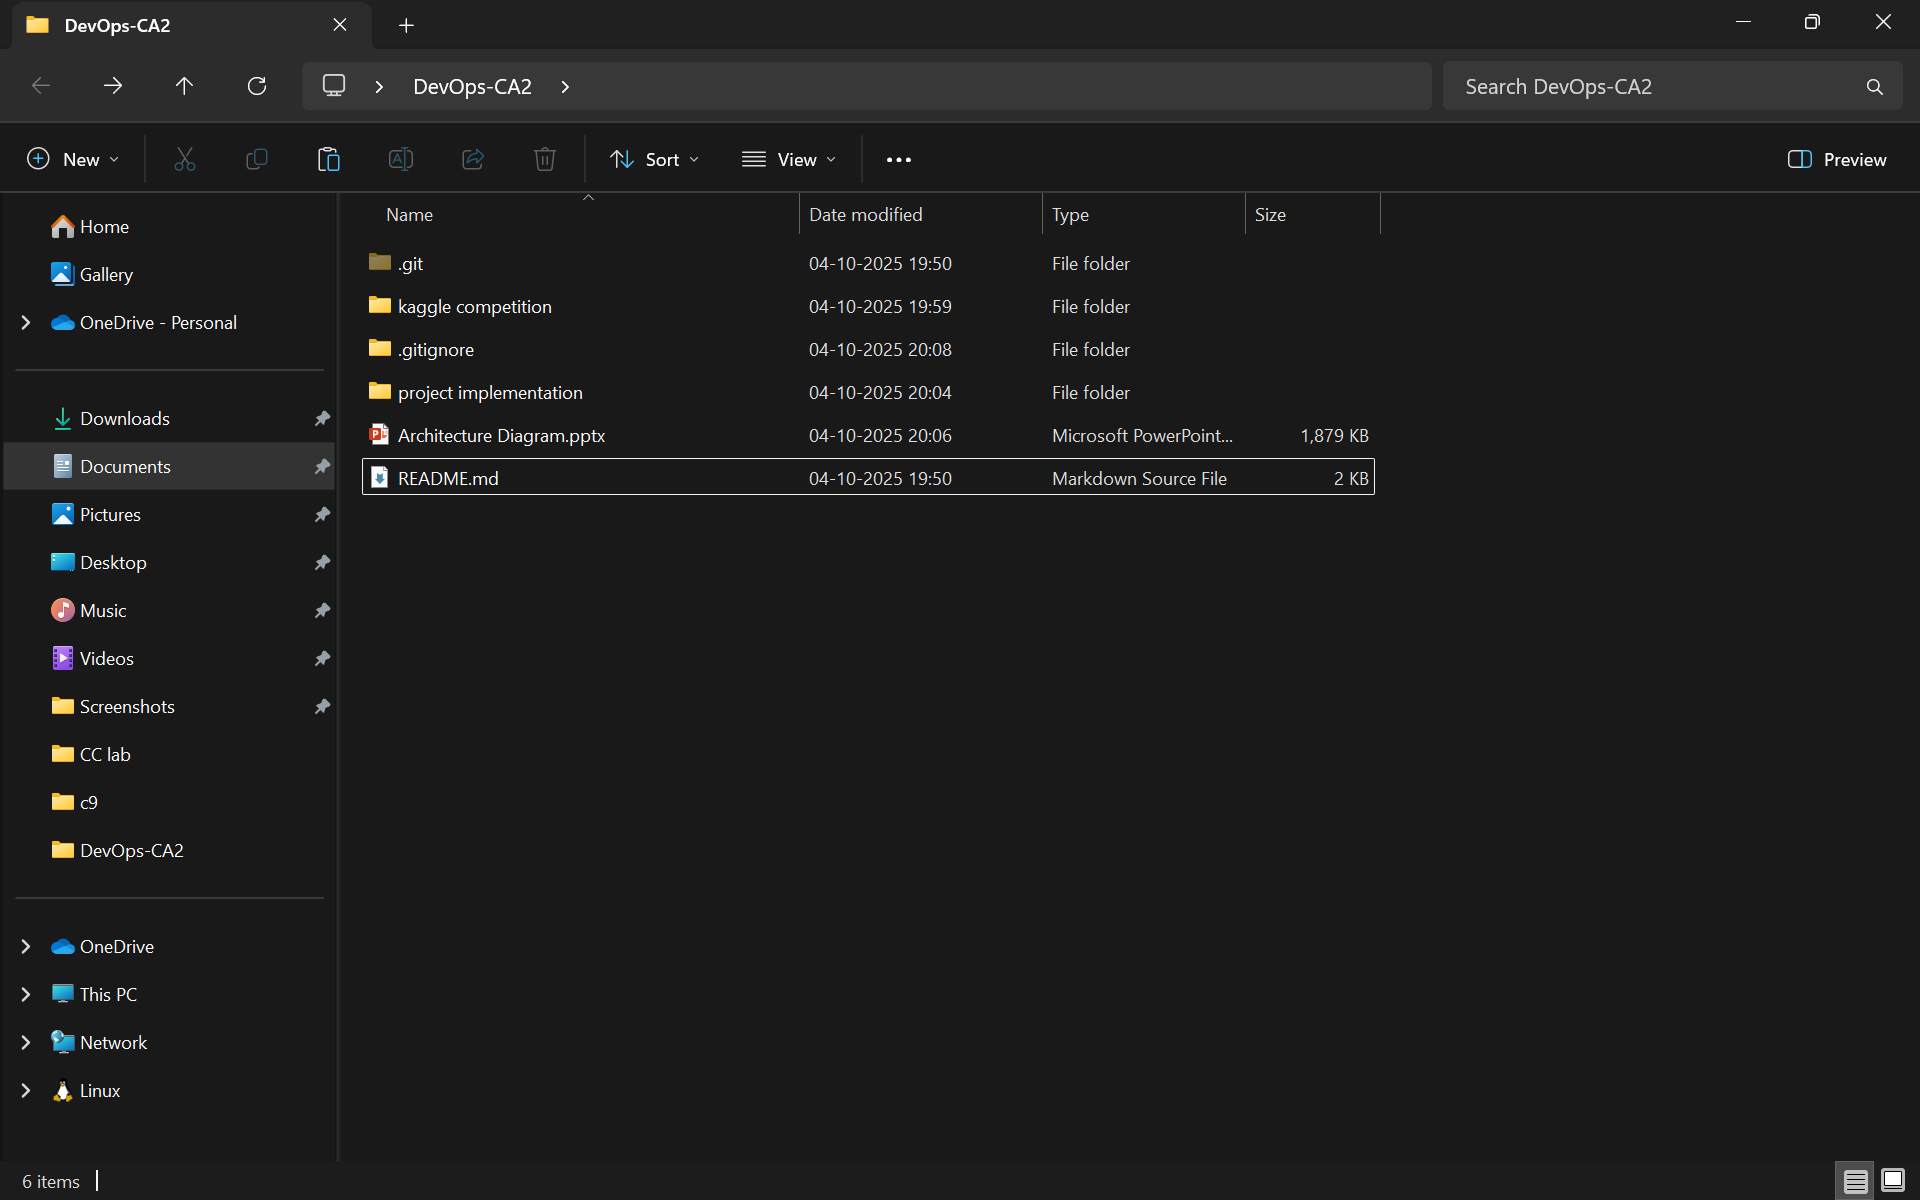 DevOps-CA2
DevOps-CA2
Search DevOps-CA2
New
Sort
View
Preview
Home
Gallery
OneDrive - Personal
Downloads
Documents
Pictures
Desktop
Music
Videos
Screenshots
CC lab
c9
DevOps-CA2
OneDrive
This PC
Network
Linux
Name Date modified Type Size
.git 04-10-2025 19:50 File folder
kaggle competition 04-10-2025 19:59 File folder
.gitignore 04-10-2025 20:08 File folder
project implementation 04-10-2025 20:04 File folder
Architecture Diagram.pptx 04-10-2025 20:06 Microsoft PowerPoint... 1,879 KB
README.md 04-10-2025 19:50 Markdown Source File 2 KB
6 items